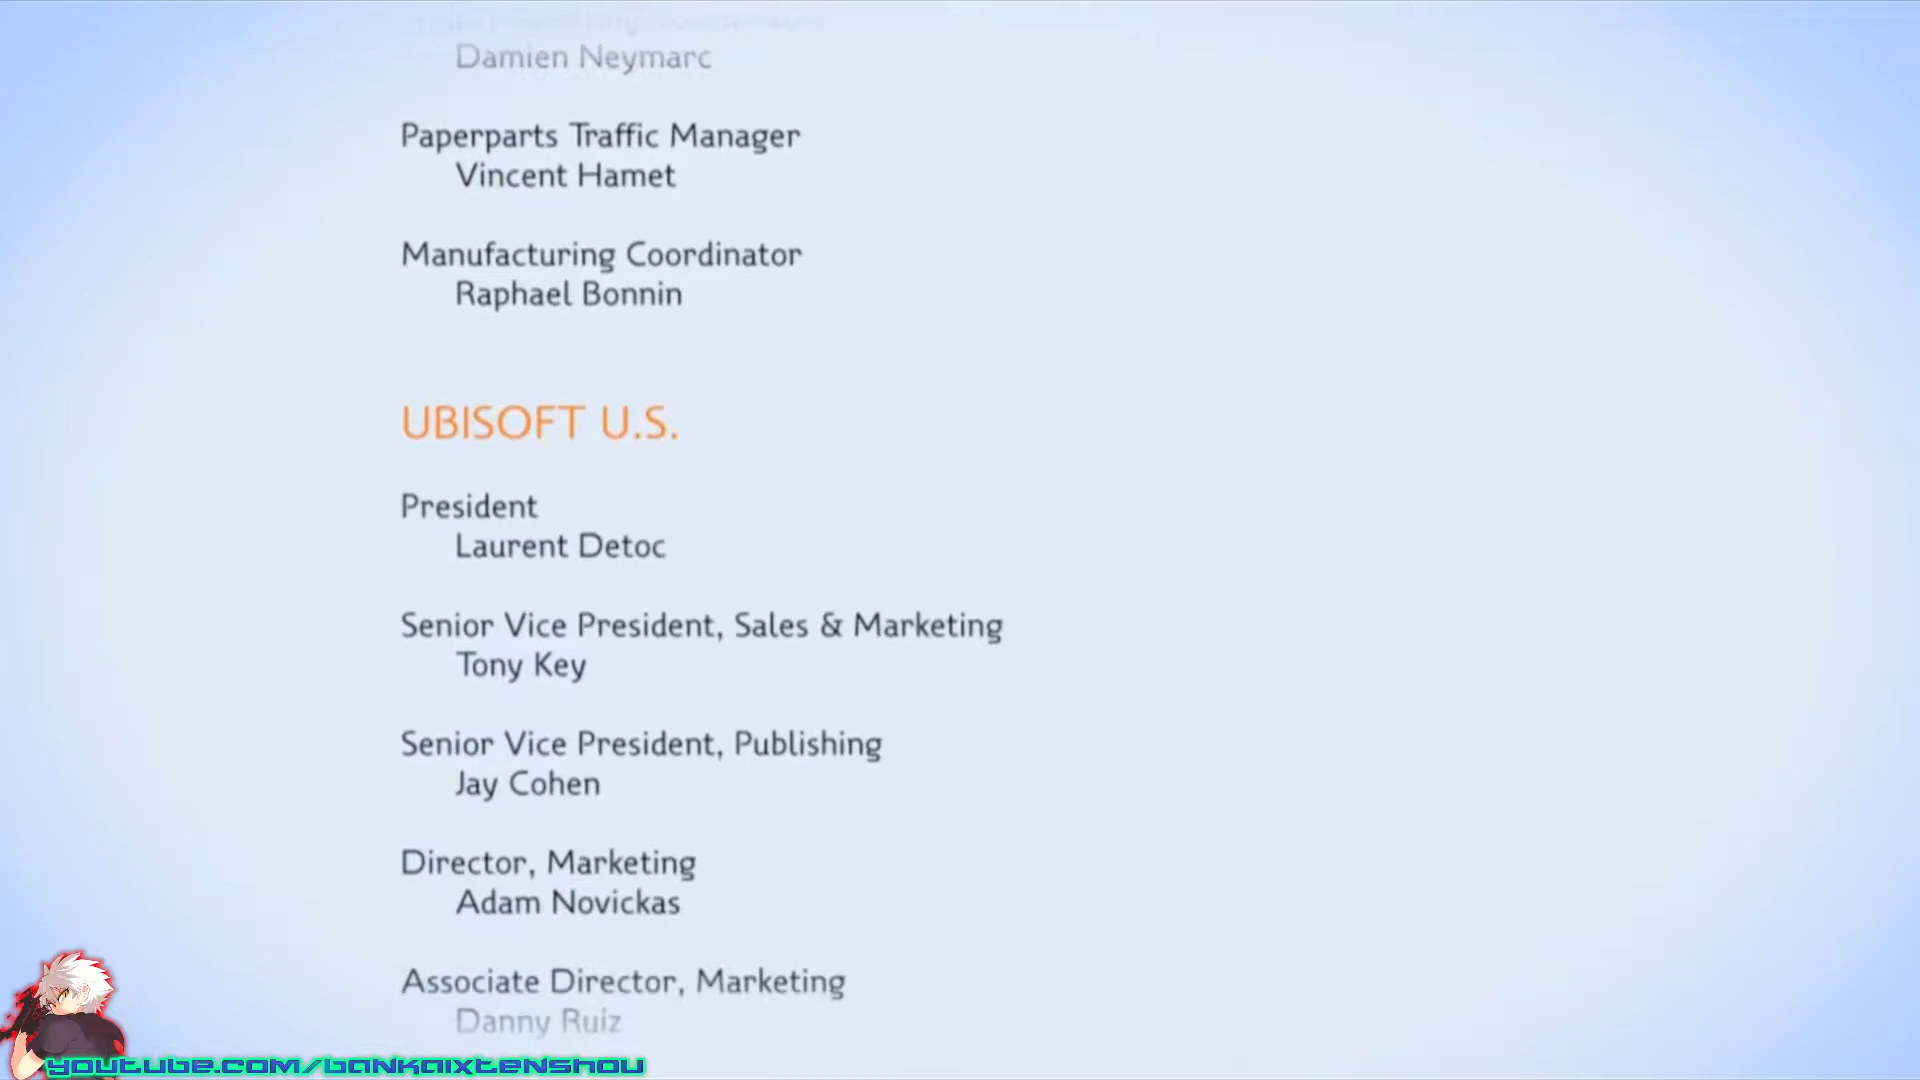 Damien Neymarc
Paperparts Traffic Manager
Vincent Hamet
Manufacturing Coordinator
Raphael Bonnin
UBISOFT U.S.
President
Laurent Detoc
Senior Vice President, Sales & Marketing
Tony Key
Senior Vice President, Publishing
Jay Cohen
Director, Marketing
Adam Novickas
Associate Director, Marketing
Danny Ruiz
youtube.com/bankaixtenshou